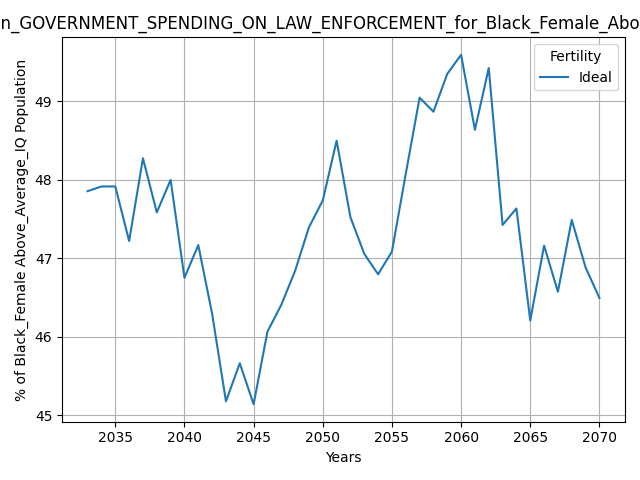 n_GOVERNMENT_SPENDING_ON_LAW_ENFORCEMENT_for_Black_Female_Abo
Fertility
Ideal
% of Black_Female Above_Average_IQ Population
49
48
47
46
45
2035 2040 2045 2050 2055 2060 2065 2070
Years